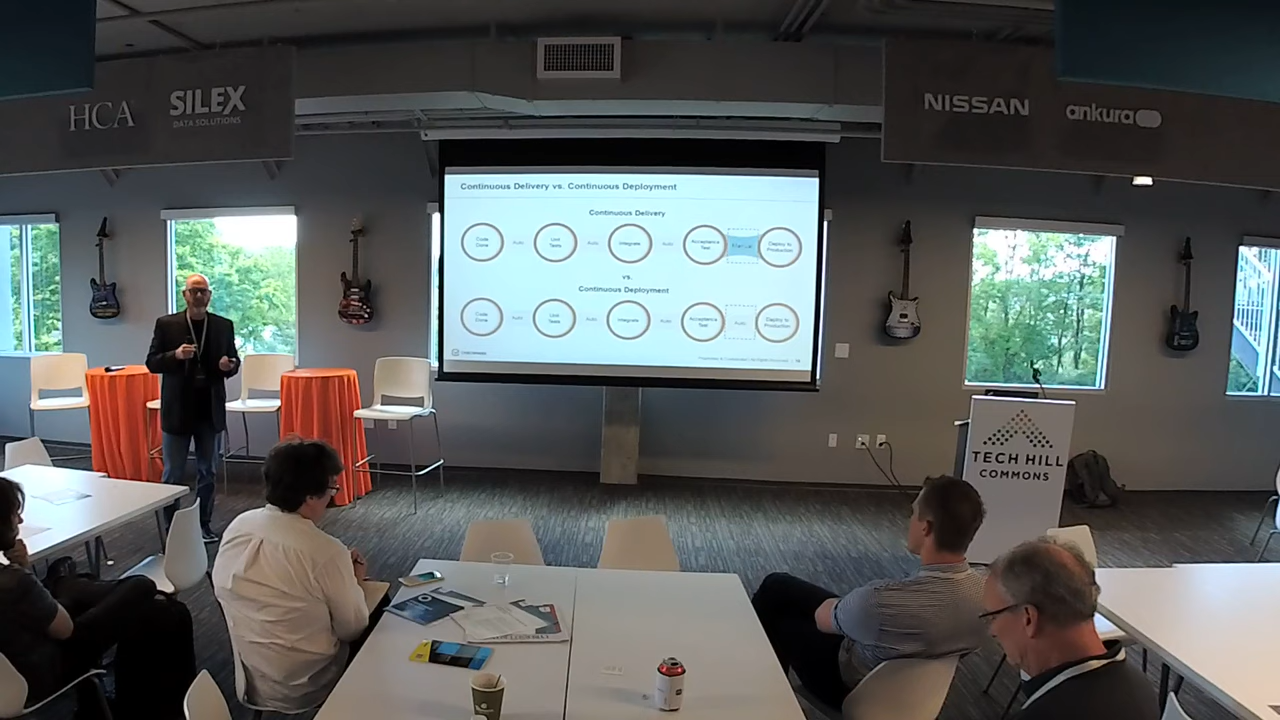 HCA
SILEX
DATA SOLUTIONS
NISSAN
ankura
Continuous Delivery vs. Continuous Deployment
Continuous Delivery
Code Done
Auto
Unit Tests
Auto
Integrate
Auto
Acceptance Test
Manual
Deploy to Production
vs.
Continuous Deployment
Code Done
Auto
Unit Tests
Auto
Integrate
Auto
Acceptance Test
Auto
Deploy to Production
TECH HILL
COMMONS